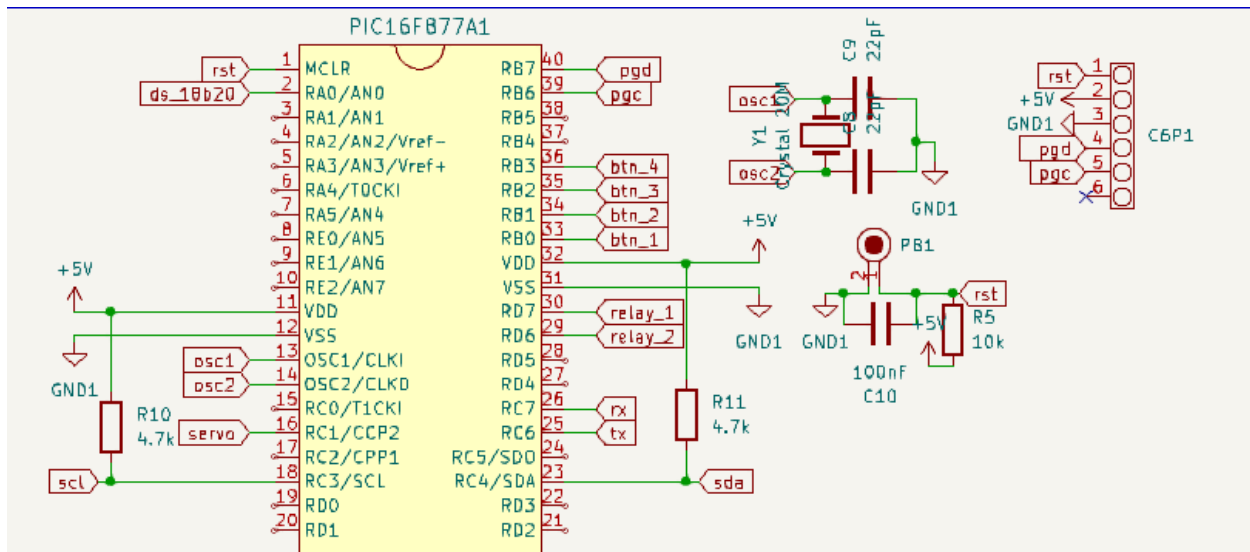 PIC16F877A1
rst
ds_18b20
1
2
3
4
5
6
7
8
9
10
11
12
13
14
15
16
17
18
19
20
MCLR
RA0/AN0
RA1/AN1
RA2/AN2/Vref-
RA3/AN3/Vref+
RA4/T0CKI
RA5/AN4
RE0/AN5
RE1/AN6
RE2/AN7
VDD
VSS
OSC1/CLKI
OSC2/CLKO
RC0/T1CKI
RC1/CCP2
RC2/CPP1
RC3/SCL
RD0
RD1
RB7
RB6
RB5
RB4
RB3
RB2
RB1
RB0
VDD
VSS
RD7
RD6
RD5
RD4
RC7
RC6
RC5/SDO
RC4/SDA
RD3
RD2
40
39
38
37
36
35
34
33
32
31
30
29
28
27
26
25
24
23
22
21
+5V
GND1
osc1
osc2
R10
4.7k
servo
scl
pgd
pgc
btn_4
btn_3
btn_2
btn_1
relay_1
relay_2
rx
tx
sda
R11
4.7k
+5V
GND1
osc1
osc2
Y1
Crystal 20M
C9
22pF
C8
22pF
GND1
PB1
2
1
GND1
rst
+5V
R5
10k
100nF
C10
rst
+5V
GND1
pgd
pgc
1
2
3
4
5
6
C6P1